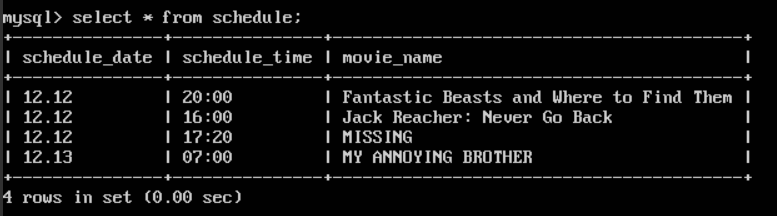 mysql> select * from schedule;
+---------------+---------------+-----------------------------------------+
| schedule_date | schedule_time | movie_name                              |
+---------------+---------------+-----------------------------------------+
| 12.12         | 20:00         | Fantastic Beasts and Where to Find Them |
| 12.12         | 16:00         | Jack Reacher: Never Go Back             |
| 12.12         | 17:20         | MISSING                                 |
| 12.13         | 07:00         | MY ANNOYING BROTHER                     |
+---------------+---------------+-----------------------------------------+
4 rows in set (0.00 sec)